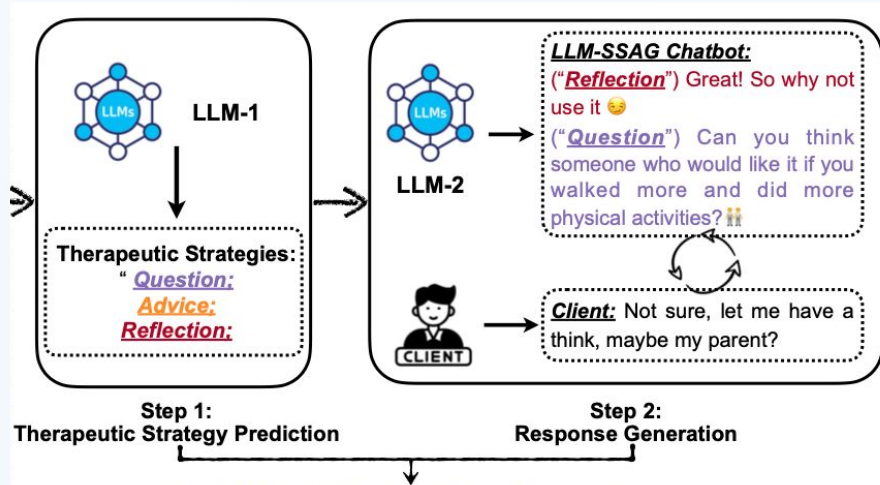 LLMs
LLM-1
Therapeutic Strategies:
“ Question;
Advice;
Reflection;
Step 1:
Therapeutic Strategy Prediction
LLMs
LLM-2
LLM-SSAG Chatbot:
(“Reflection”) Great! So why not
use it 😏
(“Question”) Can you think
someone who would like it if you
walked more and did more
physical activities?👯
CLIENT
Client: Not sure, let me have a
think, maybe my parent?
Step 2:
Response Generation